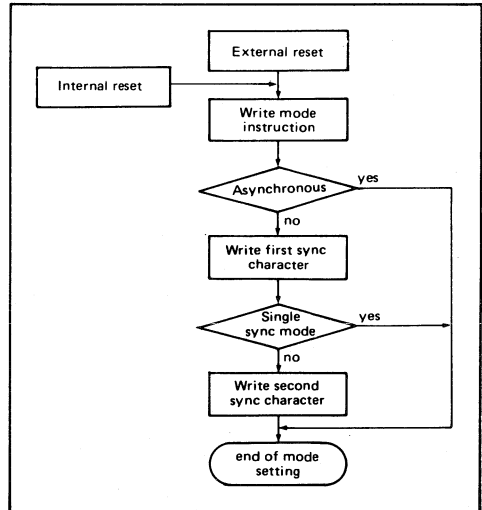 External reset
Internal reset
Write mode
instruction
Asynchronous
yes
no
Write first sync
character
Single
sync mode
yes
no
Write second
sync character
end of mode
setting